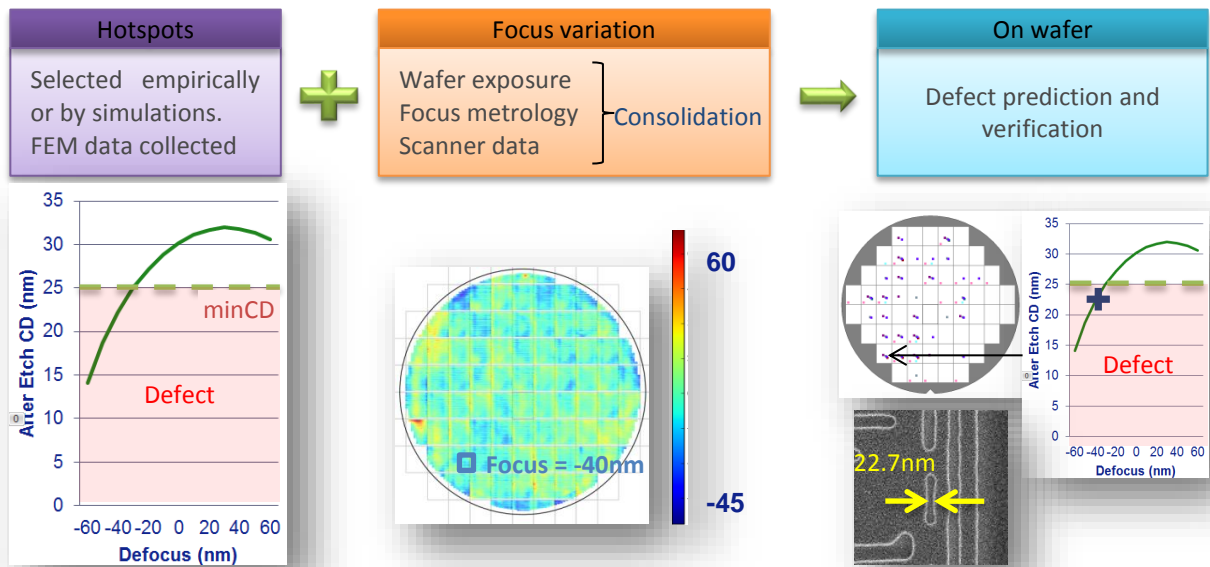 Hotspots
Selected empirically
or by simulations.
FEM data collected
Focus variation
Wafer exposure
Focus metrology
Scanner data
Consolidation
On wafer
Defect prediction and
verification
After Etch CD (nm)
35
30
25
20
15
10
5
0
minCD
Defect
0
-60 -40 -20 0 20 40 60
Defocus (nm)
Focus = -40nm
60
-45
After Etch CD (nm)
35
30
25
20
15
10
5
0
Defect
0
-60 -40 -20 0 20 40 60
Defocus (nm)
22.7nm